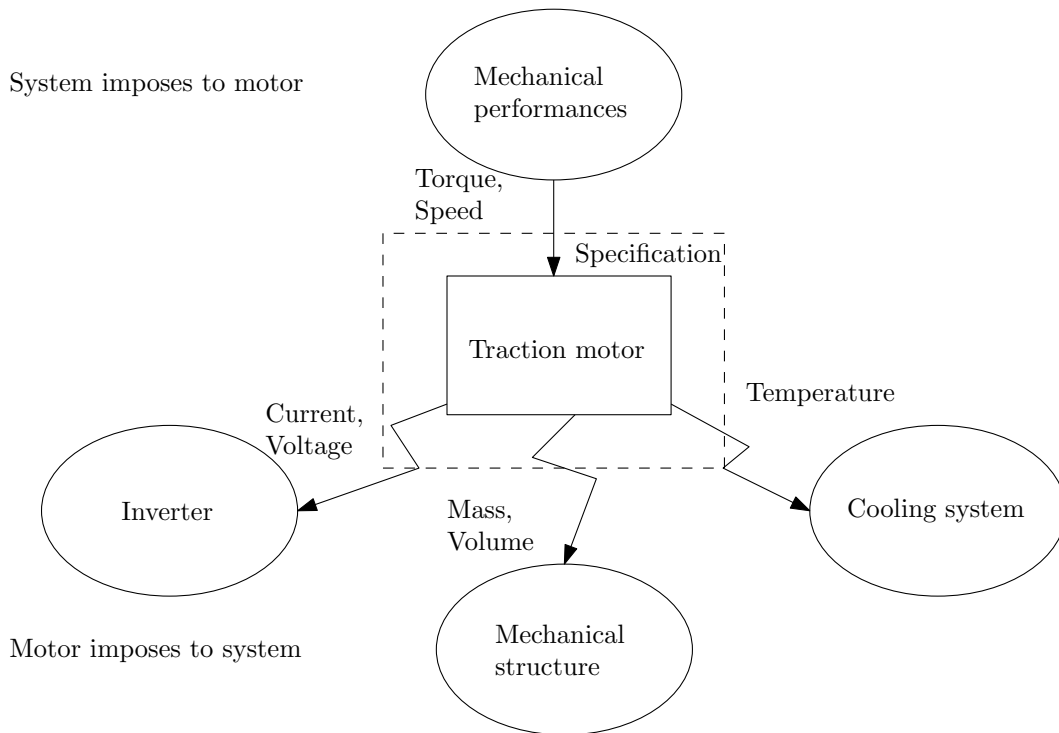 System imposes to motor
Mechanical
performances
Torque,
Speed
Specification
Traction motor
Temperature
Current,
Voltage
Inverter
Mass,
Volume
Cooling system
Motor imposes to system
Mechanical
structure